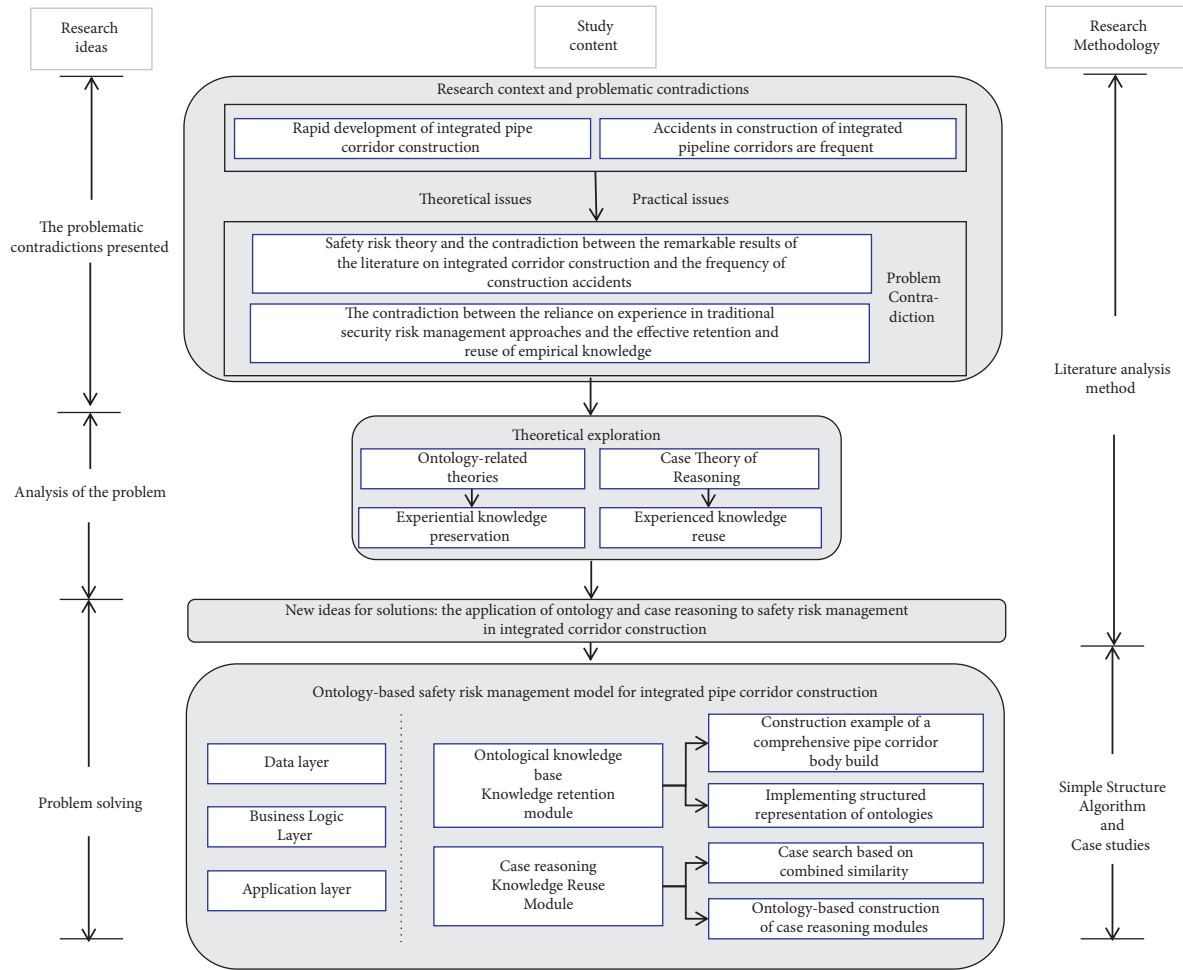 Research
ideas
Study
content
Research
Methodology
Research context and problematic contradictions
Rapid development of integrated pipe
corridor construction
Accidents in construction of integrated
pipeline corridors are frequent
Theoretical issues
Practical issues
The problematic
contradictions presented
Safety risk theory and the contradiction between the remarkable results of
the literature on integrated corridor construction and the frequency of
construction accidents
The contradiction between the reliance on experience in traditional
security risk management approaches and the effective retention and
reuse of empirical knowledge
Problem
Contra-
diction
Literature analysis
method
Theoretical exploration
Ontology-related
theories
Case Theory of
Reasoning
Analysis of the problem
Experiential knowledge
preservation
Experienced knowledge
reuse
New ideas for solutions: the application of ontology and case reasoning to safety risk management
in integrated corridor construction
Ontology-based safety risk management model for integrated pipe corridor construction
Problem solving
Data layer
Business Logic
Layer
Application layer
Ontological knowledge
base
Knowledge retention
module
Construction example of a
comprehensive pipe corridor
body build
Implementing structured
representation of ontologies
Case reasoning
Knowledge Reuse
Module
Case search based on
combined similarity
Ontology-based construction
of case reasoning modules
Simple Structure
Algorithm
and
Case studies